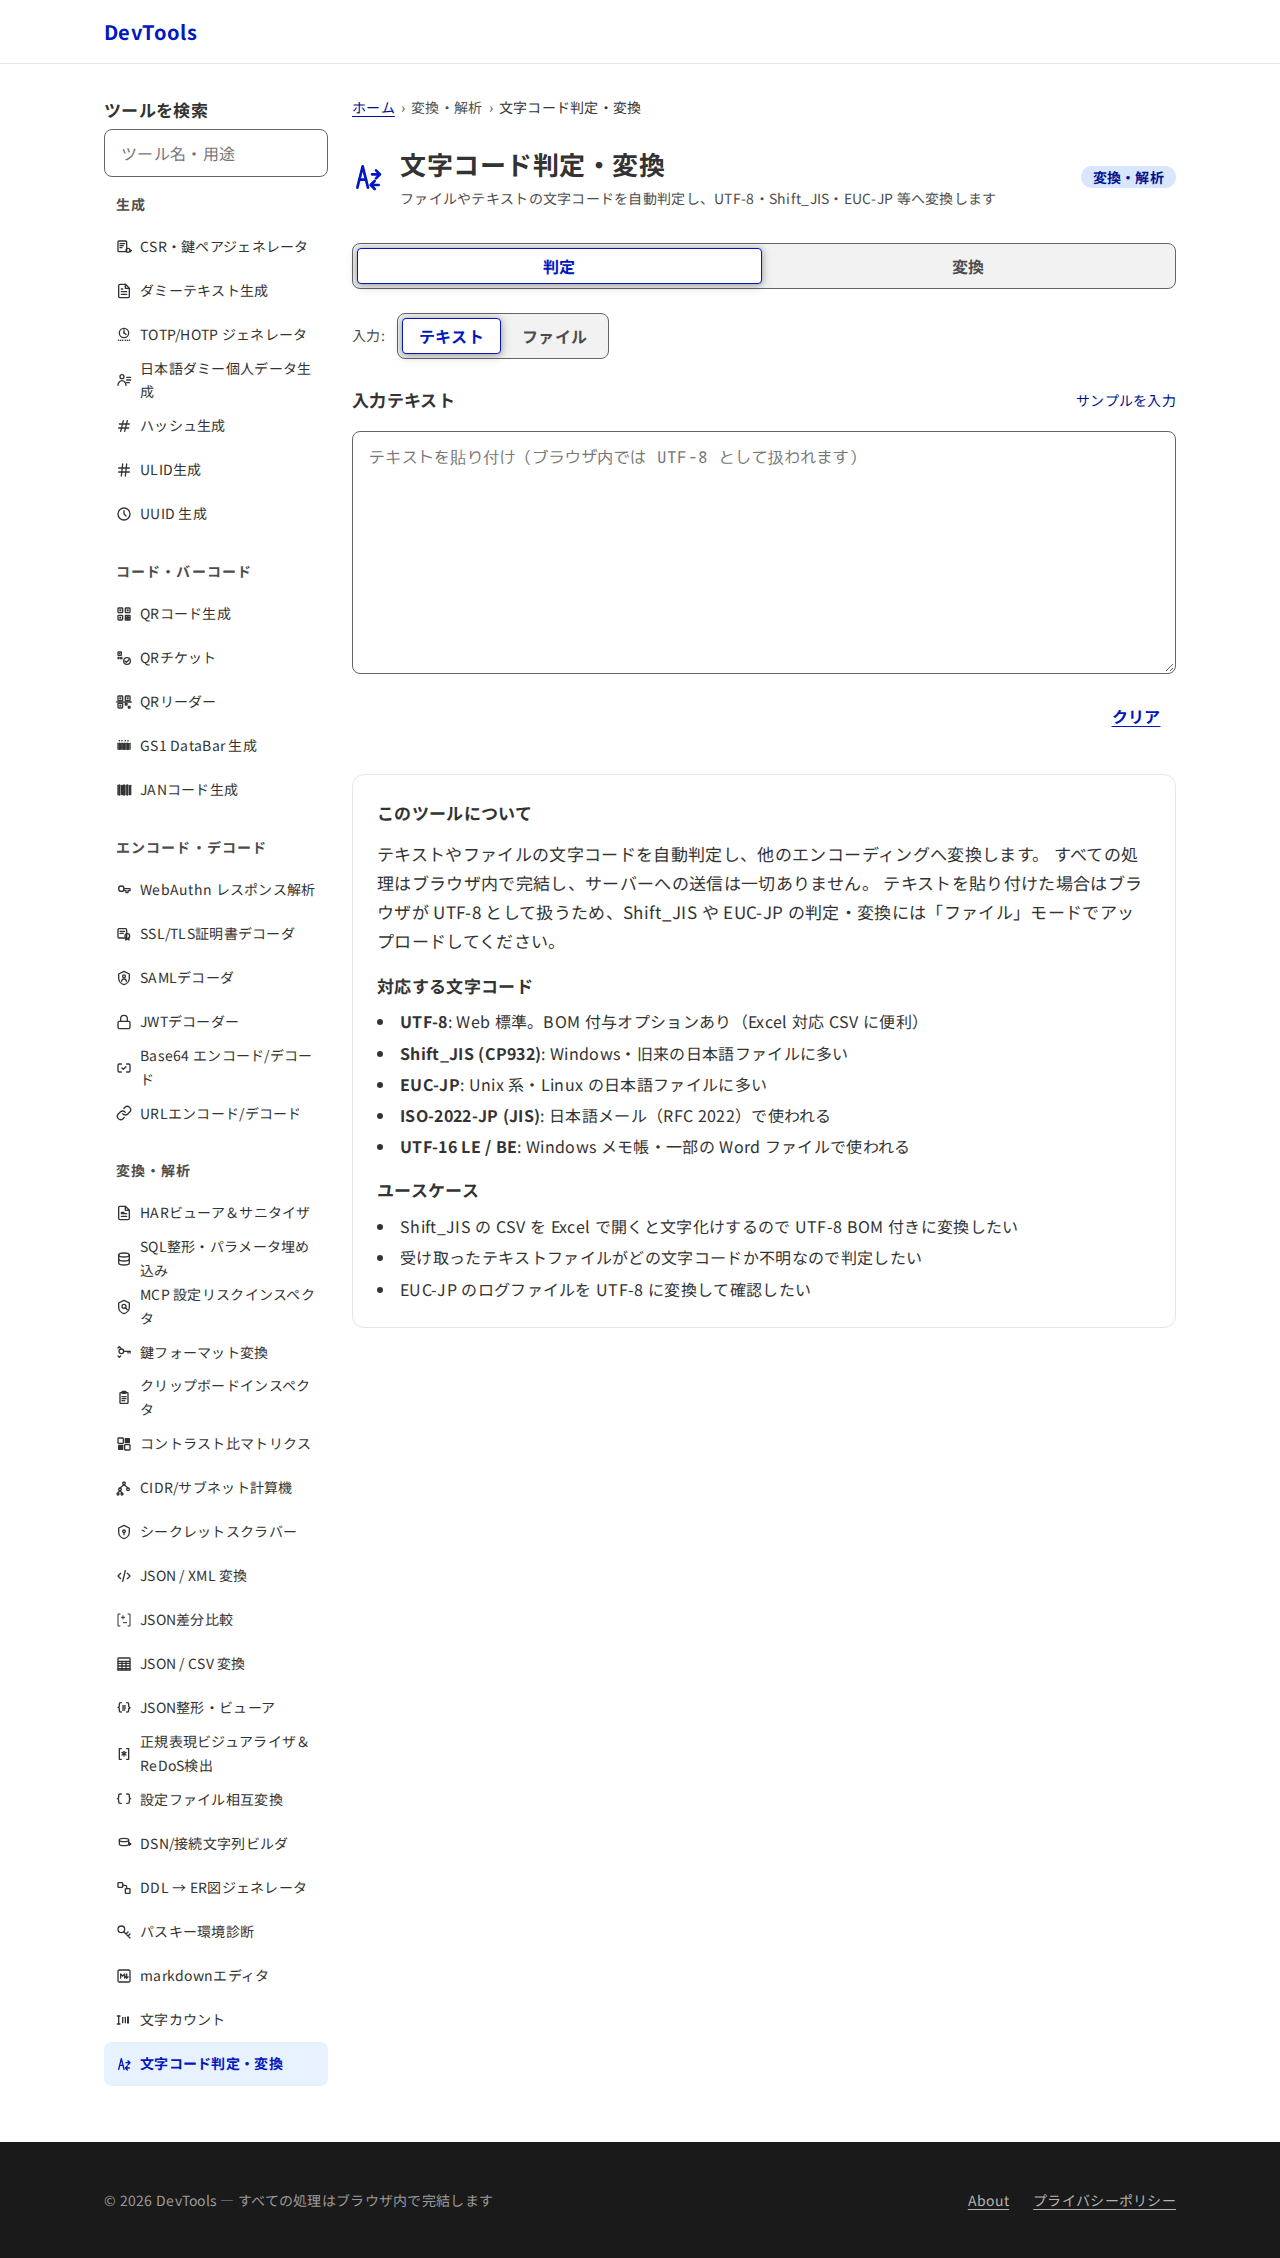 DevTools
ツールを検索
ツール名・用途
生成
CSR・鍵ペアジェネレータ
ダミーテキスト生成
TOTP/HOTP ジェネレータ
日本語ダミー個人データ生
成
ハッシュ生成
ULID生成
UUID 生成
コード・バーコード
QRコード生成
QRチケット
QRリーダー
GS1 DataBar 生成
JANコード生成
エンコード・デコード
WebAuthn レスポンス解析
SSL/TLS証明書デコーダ
SAMLデコーダ
JWTデコーダー
Base64 エンコード/デコー
ド
URLエンコード/デコード
変換・解析
HARビューア＆サニタイザ
SQL整形・パラメータ埋め
込み
MCP 設定リスクインスペク
タ
鍵フォーマット変換
クリップボードインスペク
タ
コントラスト比マトリクス
CIDR/サブネット計算機
シークレットスクラバー
JSON / XML 変換
JSON差分比較
JSON / CSV 変換
JSON整形・ビューア
正規表現ビジュアライザ＆
ReDoS検出
設定ファイル相互変換
DSN/接続文字列ビルダ
DDL → ER図ジェネレータ
パスキー環境診断
markdownエディタ
文字カウント
文字コード判定・変換
ホーム › 変換・解析 › 文字コード判定・変換
文字コード判定・変換
ファイルやテキストの文字コードを自動判定し、UTF-8・Shift_JIS・EUC-JP 等へ変換します
変換・解析
判定 変換
入力: テキスト ファイル
入力テキスト サンプルを入力
テキストを貼り付け（ブラウザ内では UTF-8 として扱われます）
クリア
このツールについて
テキストやファイルの文字コードを自動判定し、他のエンコーディングへ変換します。 すべての処
理はブラウザ内で完結し、サーバーへの送信は一切ありません。 テキストを貼り付けた場合はブラ
ウザが UTF-8 として扱うため、Shift_JIS や EUC-JP の判定・変換には「ファイル」モードでアッ
プロードしてください。
対応する文字コード
• UTF-8: Web 標準。BOM 付与オプションあり（Excel 対応 CSV に便利）
• Shift_JIS (CP932): Windows・旧来の日本語ファイルに多い
• EUC-JP: Unix 系・Linux の日本語ファイルに多い
• ISO-2022-JP (JIS): 日本語メール（RFC 2022）で使われる
• UTF-16 LE / BE: Windows メモ帳・一部の Word ファイルで使われる
ユースケース
• Shift_JIS の CSV を Excel で開くと文字化けするので UTF-8 BOM 付きに変換したい
• 受け取ったテキストファイルがどの文字コードか不明なので判定したい
• EUC-JP のログファイルを UTF-8 に変換して確認したい
© 2026 DevTools — すべての処理はブラウザ内で完結します
About プライバシーポリシー